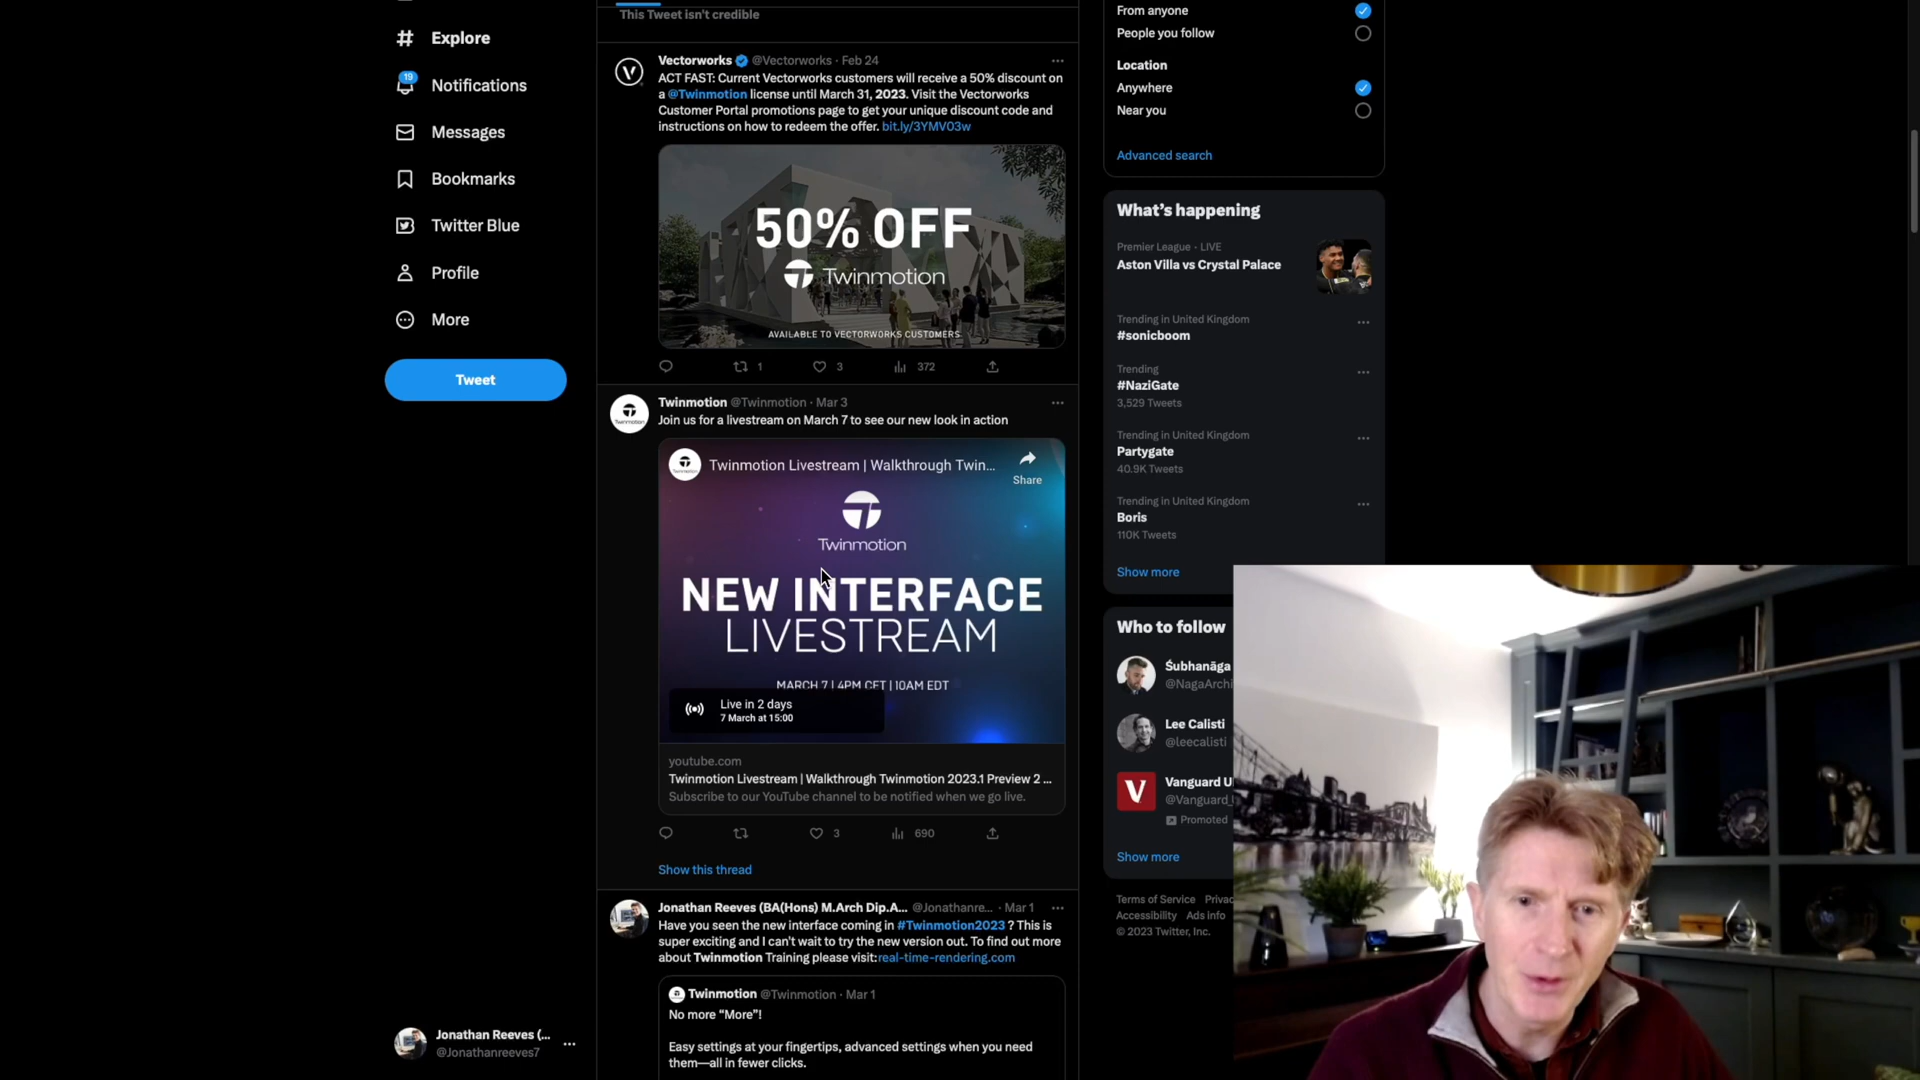 Explore
19
Notifications
Messages
Bookmarks
Twitter Blue
Profile
More
Tweet
Jonathan Reeves (...
@Jonathanreeves7
This Tweet isn't credible
Vectorworks @Vectorworks · Feb 24
ACT FAST: Current Vectorworks customers will receive a 50% discount on
a @Twinmotion license until March 31, 2023. Visit the Vectorworks
Customer Portal promotions page to get your unique discount code and
instructions on how to redeem the offer. bit.ly/3YMV03w
50% OFF
Twinmotion
AVAILABLE TO VECTORWORKS CUSTOMERS
1
3
372
Twinmotion @Twinmotion · Mar 3
Join us for a livestream on March 7 to see our new look in action
Twinmotion Livestream | Walkthrough Twin...
Share
Twinmotion
NEW INTERFACE
LIVESTREAM
MARCH 7 | 4PM CET | 10AM EDT
Live in 2 days
7 March at 15:00
youtube.com
Twinmotion Livestream | Walkthrough Twinmotion 2023.1 Preview 2 ...
Subscribe to our YouTube channel to be notified when we go live.
3
690
Show this thread
Jonathan Reeves (BA(Hons) M.Arch Dip.A... @Jonathanre... · Mar 1
Have you seen the new interface coming in #Twinmotion2023 ? This is
super exciting and I can't wait to try the new version out. To find out more
about Twinmotion Training please visit:real-time-rendering.com
Twinmotion @Twinmotion · Mar 1
No more “More”!
Easy settings at your fingertips, advanced settings when you need
them—all in fewer clicks.
From anyone
People you follow
Location
Anywhere
Near you
Advanced search
What's happening
Premier League · LIVE
Aston Villa vs Crystal Palace
Trending in United Kingdom
#sonicboom
Trending
#NaziGate
3,529 Tweets
Trending in United Kingdom
Partygate
40.9K Tweets
Trending in United Kingdom
Boris
110K Tweets
Show more
Who to follow
Śubhanāga
@NagaArchi
Lee Calisti
@leecalisti
Vanguard U
@Vanguard_
Promoted
Show more
Terms of Service Privac
Accessibility Ads info
© 2023 Twitter, Inc.